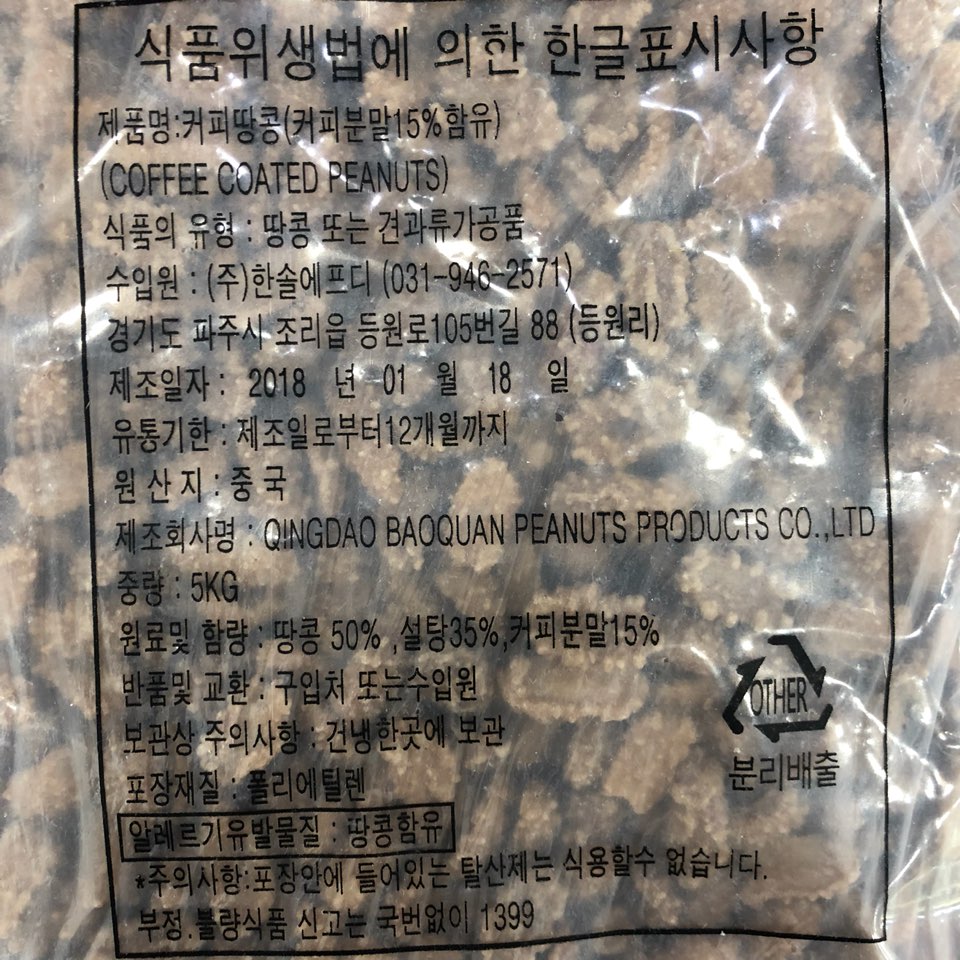 식품위생법에 의한 한글표시사항
제품명:커피땅콩(커피분말15%함유)
(COFFEE COATED PEANUTS)
식품의 유형 : 땅콩 또는 견과류가공품
수입원 : (주)한솔에프디 (031-946-2571)
경기도 파주시 조리읍 등원로105번길 88 (등원리)
제조일자 : 2018 년 01 월 18 일
유통기한 : 제조일로부터12개월까지
원 산 지 : 중 국
제조회사명 : QINGDAO BAOQUAN PEANUTS PRODUCTS CO.,LTD
중량 : 5KG
원료및 함량 : 땅콩 50% ,설탕35%,커피분말15%
반품및 교환 : 구입처 또는수입원
보관상 주의사항 : 건냉한곳에 보관
포장재질 : 폴리에틸렌
OTHER
분리배출
알레르기유발물질 : 땅콩함유
*주의사항:포장안에 들어있는 탈산제는 식용할수 없습니다.
부정.불량식품 신고는 국번없이 1399